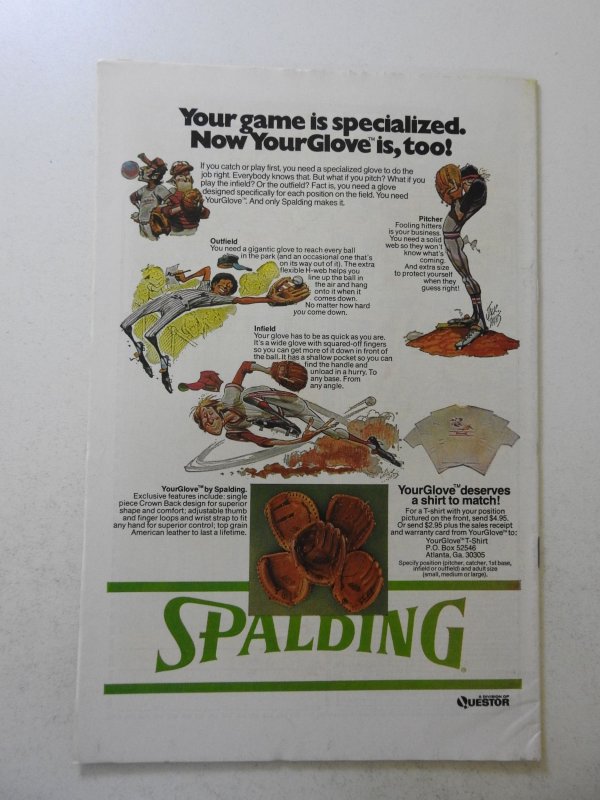 Your game is specialized.
Now YourGlove™ is, too!
If you catch or play first, you need a specialized glove to do the
job right. Everybody knows that. But what if you pitch? What if you
play the infield? Or the outfield? Fact is, you need a glove
designed specifically for each position on the field. You need
YourGlove™. And only Spalding makes it.
Pitcher
Fooling hitters
is your business.
You need a solid
web so they won't
know what's
coming.
And extra size
to protect yourself
when they
guess right!
Outfield
You need a gigantic glove to reach every ball
in the park (and an occasional one that's
on its way out of it). The extra
flexible H-web helps you
line up the ball in
the air and hang
onto it when it
comes down.
No matter how hard
you come down.
Infield
Your glove has to be as quick as you are.
It's a wide glove with squared-off fingers
so you can get more of it down in front of
the ball. It has a shallow pocket so you can
find the handle and
unload in a hurry. To
any base. From
any angle.
YourGlove™ by Spalding.
Exclusive features include: single
piece Crown Back design for superior
shape and comfort; adjustable thumb
and finger loops and wrist strap to fit
any hand for superior control; top grain
American leather to last a lifetime.
YourGlove™ deserves
a shirt to match!
For a T-shirt with your position
pictured on the front, send $4.95.
Or send $2.95 plus the sales receipt
and warranty card from YourGlove™ to:
YourGlove™ T-Shirt
P.O. Box 52546
Atlanta, Ga. 30305
Specify position (pitcher, catcher, 1st base,
infield or outfield) and adult size
(small, medium or large).
SPALDING®
A DIVISION OF
QUESTOR